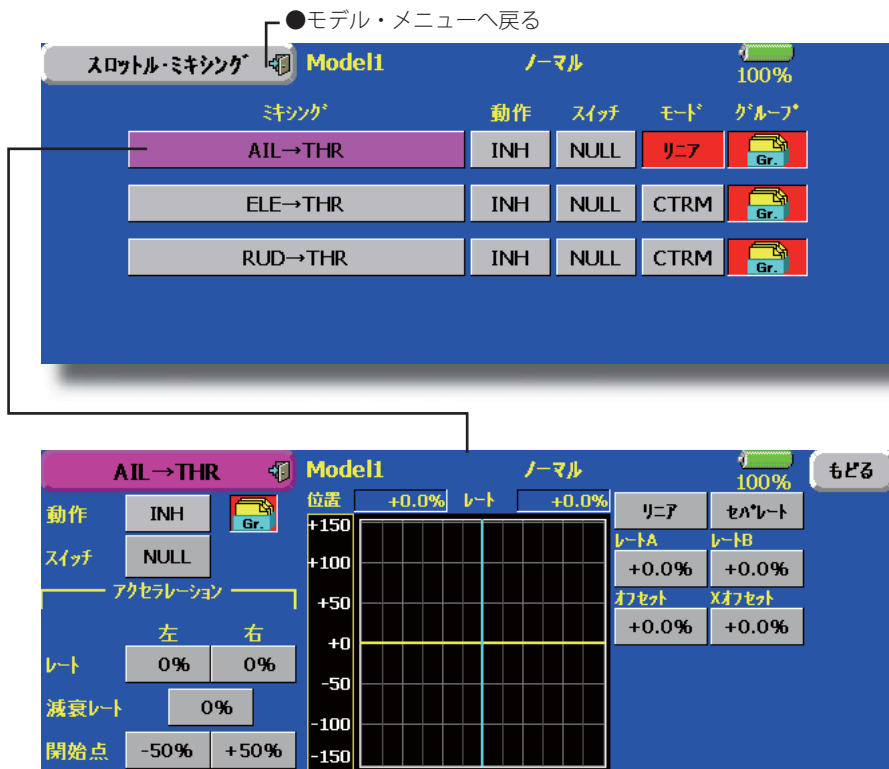 ●モデル・メニューへ戻る
スロットル・ミキシング Model1 ノーマル 100%
ミキシング 動作 スイッチ モード グループ
AIL→THR INH NULL リニア Gr.
ELE→THR INH NULL CTRM Gr.
RUD→THR INH NULL CTRM Gr.
AIL→THR Model1 ノーマル 100% もどる
動作 INH Gr.
スイッチ NULL
アクセラレーション
左 右
レート 0% 0%
減衰レート 0%
開始点 -50% +50%
位置 +0.0% レート +0.0%
+150
+100
+50
+0
-50
-100
-150
リニア セパレート
レートA レートB
+0.0% +0.0%
オフセット Xオフセット
+0.0% +0.0%